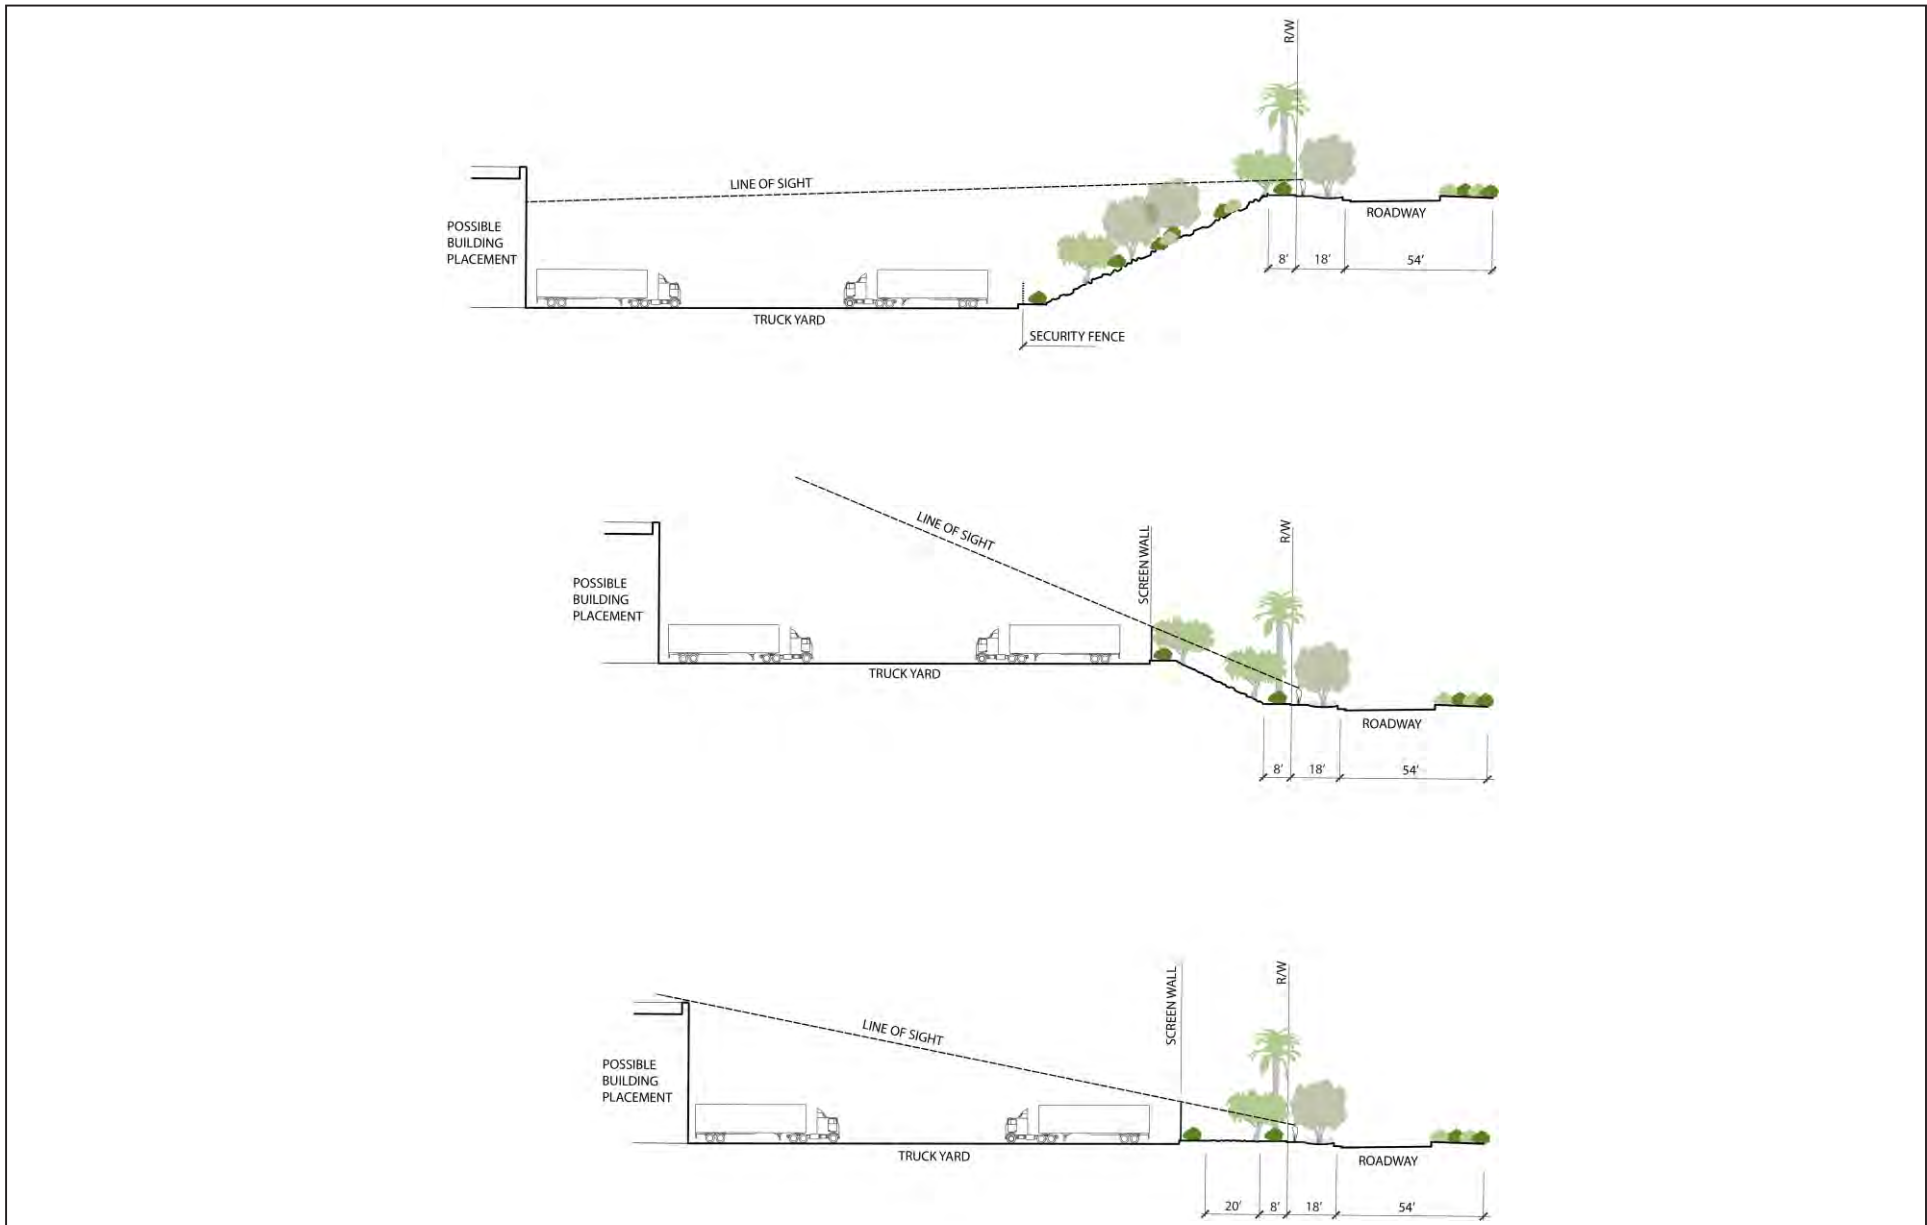 R/W
LINE OF SIGHT
POSSIBLE
BUILDING
PLACEMENT
ROADWAY
8'
18'
54'
TRUCK YARD
SECURITY FENCE
LINE OF SIGHT
SCREEN WALL
R/W
POSSIBLE
BUILDING
PLACEMENT
TRUCK YARD
ROADWAY
8'
18'
54'
SCREEN WALL
R/W
LINE OF SIGHT
POSSIBLE
BUILDING
PLACEMENT
TRUCK YARD
ROADWAY
20'
8'
18'
54'